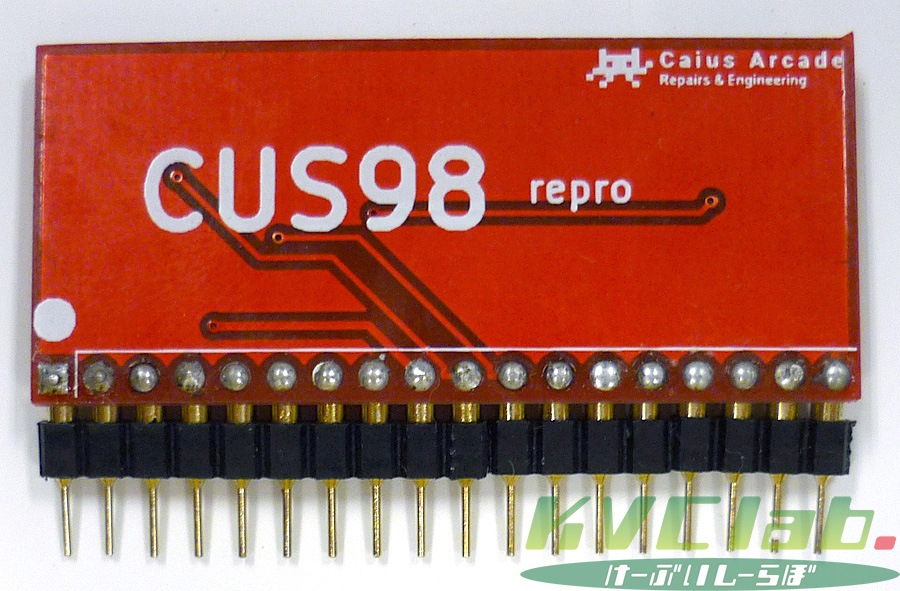 Caius Arcade
Repairs & Engineering
CUS98 repro
KVClab.
けーぶいしーらぼ